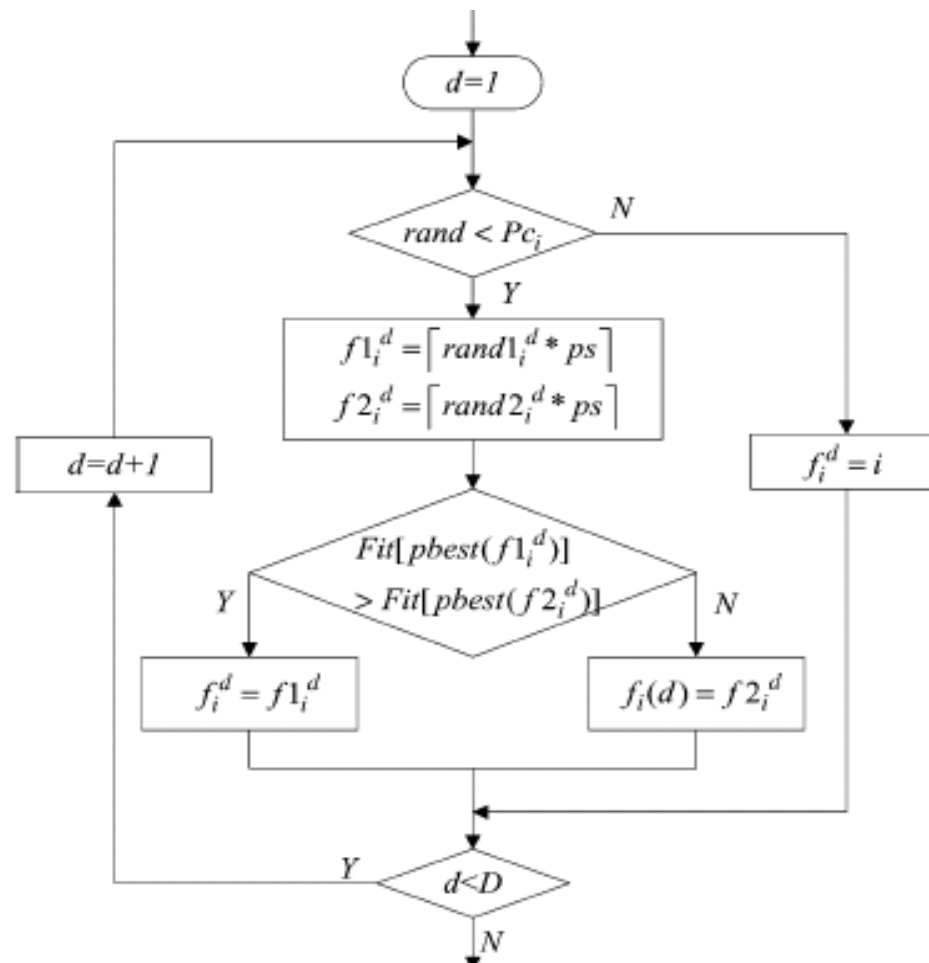 d=1
N
rand < Pc_i
Y
f1_i^d = ⌈rand1_i^d * ps⌉
f2_i^d = ⌈rand2_i^d * ps⌉
d=d+1
f_i^d = i
Fit[pbest(f1_i^d)]
> Fit[pbest(f2_i^d)]
Y
N
f_i^d = f1_i^d
f_i(d) = f2_i^d
Y
d<D
N